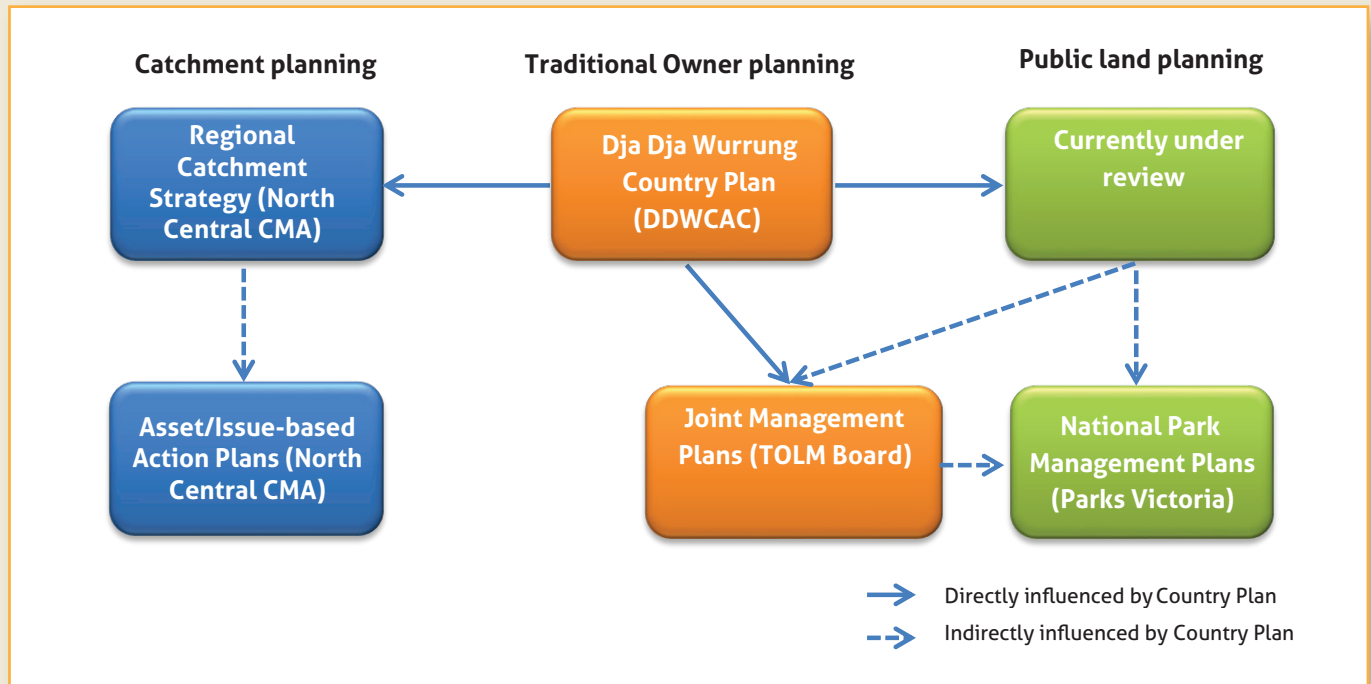 Catchment planning
Traditional Owner planning
Public land planning
Regional
Catchment
Strategy (North
Central CMA)
Dja Dja Wurrung
Country Plan
(DDWCAC)
Currently under
review
Asset/Issue-based
Action Plans (North
Central CMA)
Joint Management
Plans (TOLM Board)
National Park
Management Plans
(Parks Victoria)
Directly influenced by Country Plan
Indirectly influenced by Country Plan